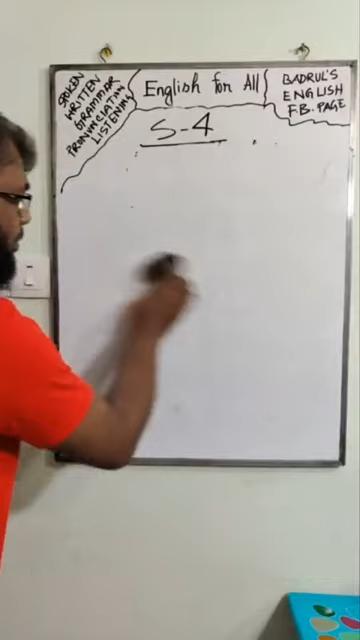 SPOKEN
WRITTEN
GRAMMAR
PRONUNCIATION
LISTENING
English for All
BADRUL'S
ENGLISH
F.B. PAGE
S-4